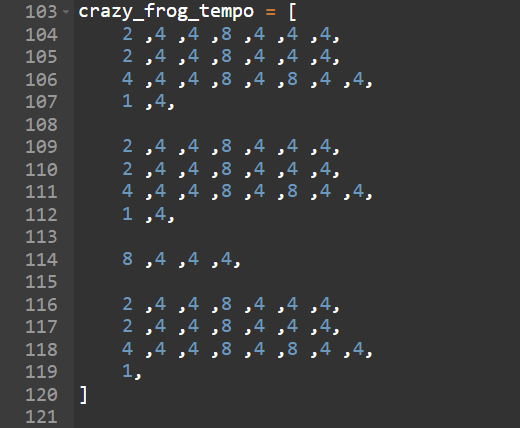 103 crazy_frog_tempo = [
104     2 ,4 ,4 ,8 ,4 ,4 ,4,
105     2 ,4 ,4 ,8 ,4 ,4 ,4,
106     4 ,4 ,4 ,8 ,4 ,8 ,4 ,4,
107     1 ,4,
108
109     2 ,4 ,4 ,8 ,4 ,4 ,4,
110     2 ,4 ,4 ,8 ,4 ,4 ,4,
111     4 ,4 ,4 ,8 ,4 ,8 ,4 ,4,
112     1 ,4,
113
114     8 ,4 ,4 ,4,
115
116     2 ,4 ,4 ,8 ,4 ,4 ,4,
117     2 ,4 ,4 ,8 ,4 ,4 ,4,
118     4 ,4 ,4 ,8 ,4 ,8 ,4 ,4,
119     1,
120 ]
121